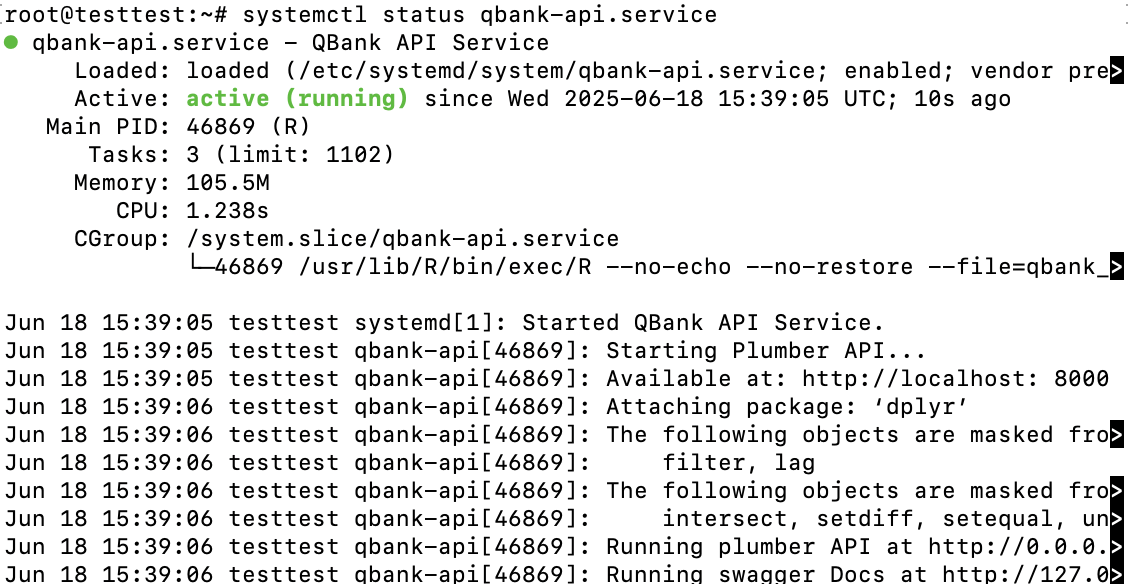 [root@testtest:~# systemctl status qbank-api.service
● qbank-api.service - QBank API Service
Loaded: loaded (/etc/systemd/system/qbank-api.service; enabled; vendor pre>
Active: active (running) since Wed 2025-06-18 15:39:05 UTC; 10s ago
Main PID: 46869 (R)
Tasks: 3 (limit: 1102)
Memory: 105.5M
CPU: 1.238s
CGroup: /system.slice/qbank-api.service
└─46869 /usr/lib/R/bin/exec/R --no-echo --no-restore --file=qbank_>
Jun 18 15:39:05 testtest systemd[1]: Started QBank API Service.
Jun 18 15:39:05 testtest qbank-api[46869]: Starting Plumber API...
Jun 18 15:39:05 testtest qbank-api[46869]: Available at: http://localhost: 8000
Jun 18 15:39:06 testtest qbank-api[46869]: Attaching package: ‘dplyr’
Jun 18 15:39:06 testtest qbank-api[46869]: The following objects are masked fro>
Jun 18 15:39:06 testtest qbank-api[46869]:     filter, lag
Jun 18 15:39:06 testtest qbank-api[46869]: The following objects are masked fro>
Jun 18 15:39:06 testtest qbank-api[46869]:     intersect, setdiff, setequal, un>
Jun 18 15:39:06 testtest qbank-api[46869]: Running plumber API at http://0.0.0.>
Jun 18 15:39:06 testtest qbank-api[46869]: Running swagger Docs at http://127.0>